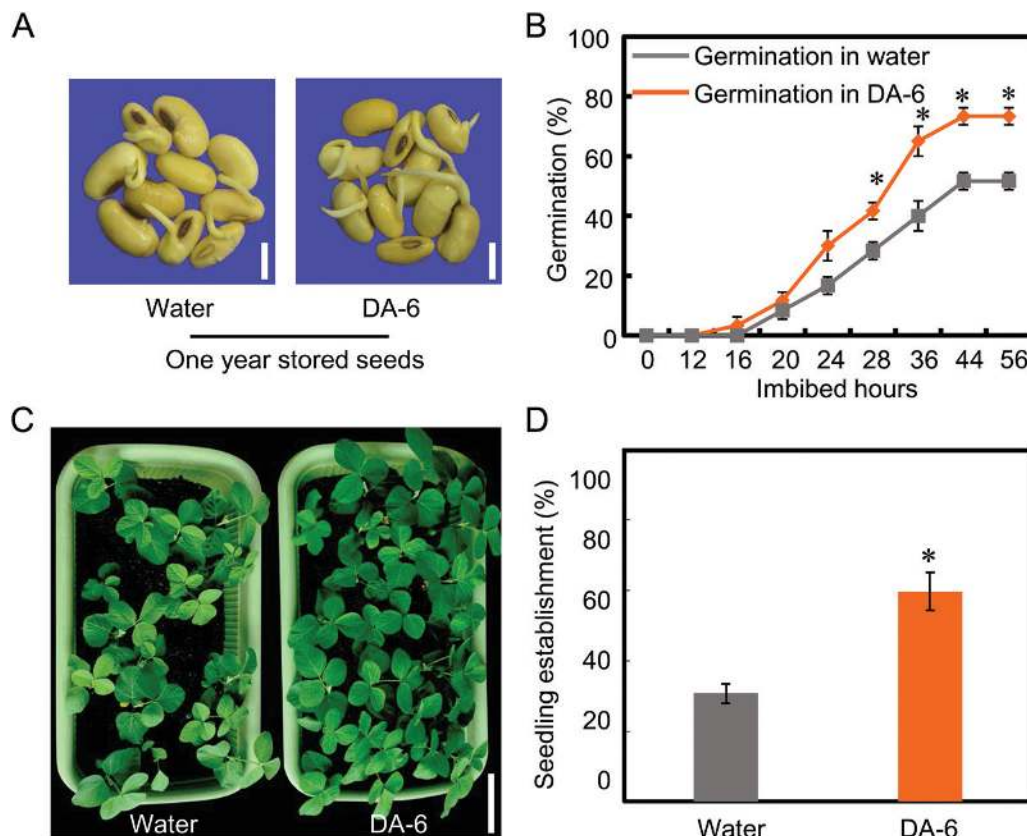 A
Water
DA-6
One year stored seeds
B
Germination in water
Germination in DA-6
Germination (%)
100
80
60
40
20
0
*
*
*
*
0 12 16 20 24 28 36 44 56
Imbibed hours
C
Water
DA-6
D
Seedling establishment (%)
100
80
60
40
20
0
*
Water
DA-6